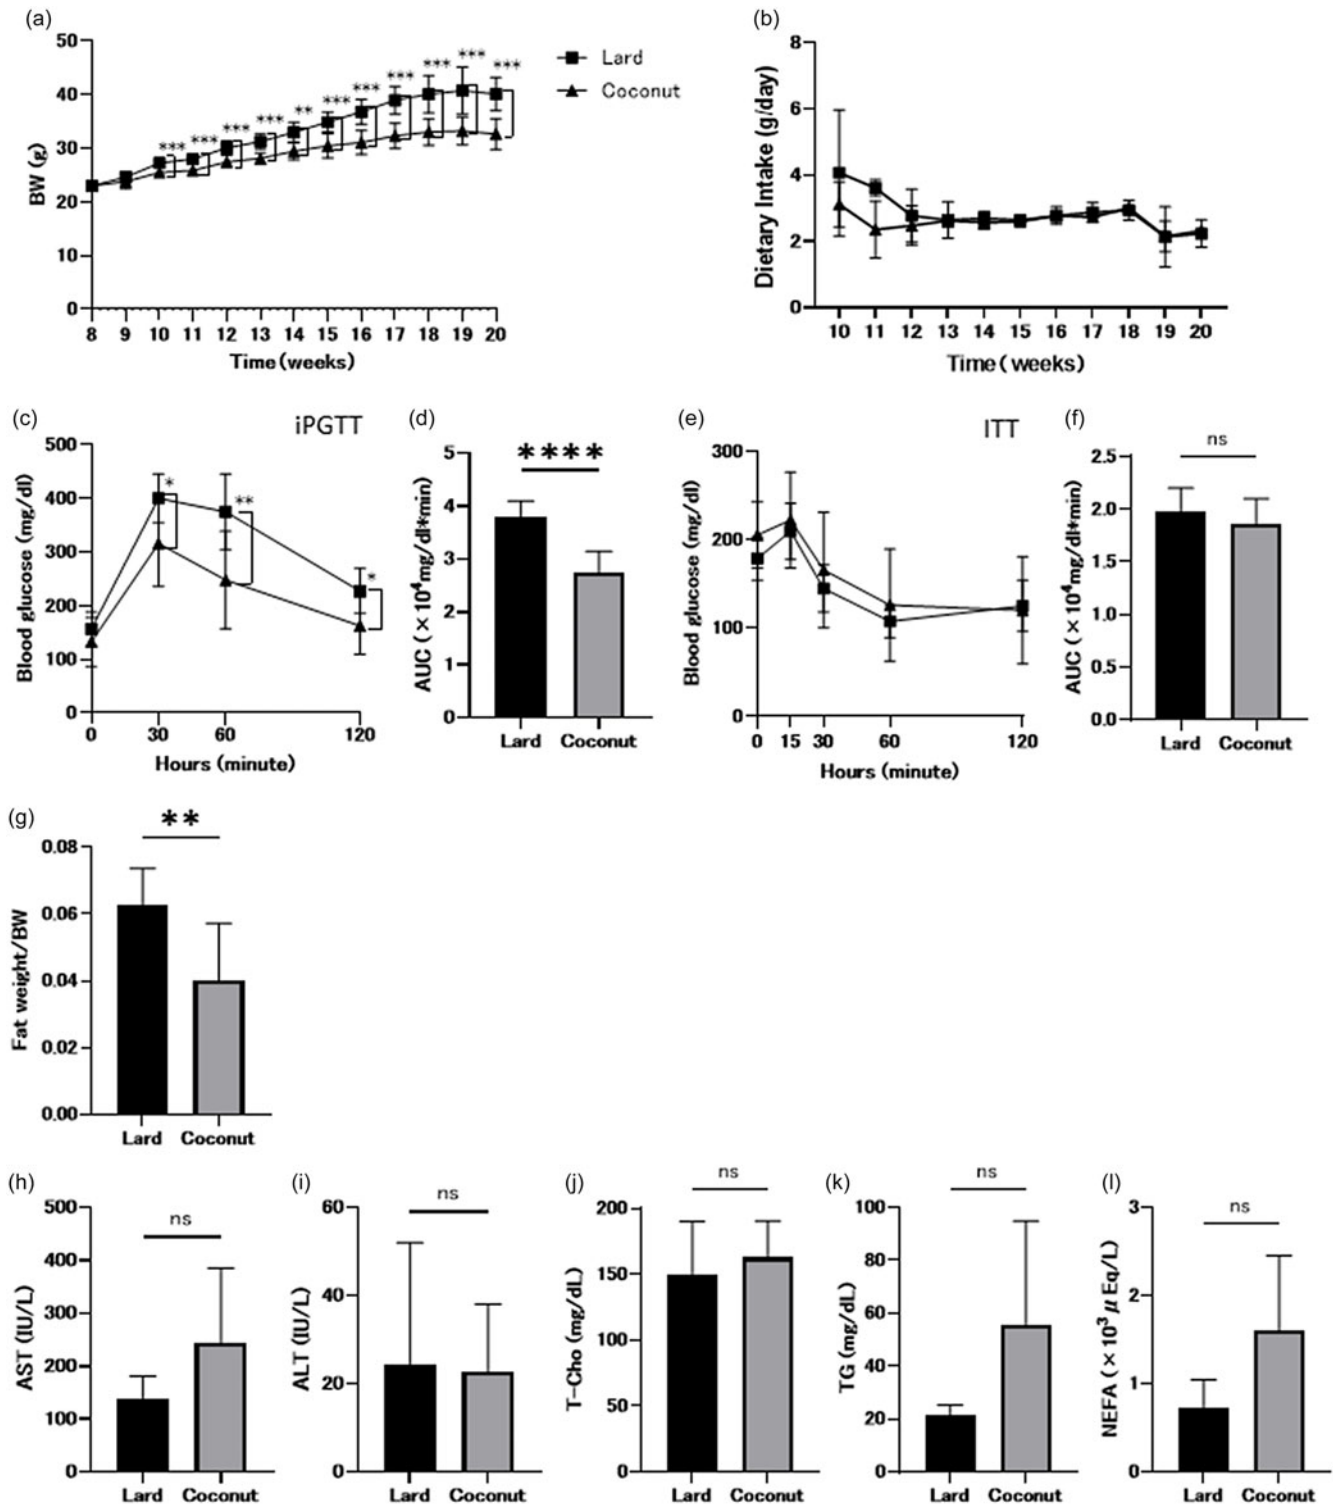 (a)
50
40
30
20
10
0
BW (g)
*** *** *** *** ** *** *** *** *** *** ***
8 9 10 11 12 13 14 15 16 17 18 19 20
Time(weeks)
Lard
Coconut
(b)
8
6
4
2
0
Dietary Intake (g/day)
10 11 12 13 14 15 16 17 18 19 20
Time( weeks)
(c)
iPGTT
500
400
300
200
100
0
Blood glucose (mg/dl)
* ** *
0 30 60 120
Hours (minute)
(d)
****
5
4
3
2
1
0
AUC (×10⁴mg/dl*min)
Lard Coconut
(e)
ITT
300
200
100
0
Blood glucose (mg/dl)
0 15 30 60 120
Hours (minute)
(f)
ns
2.5
2.0
1.5
1.0
0.5
0.0
AUC (×10⁴mg/dl*min)
Lard Coconut
(g)
**
0.08
0.06
0.04
0.02
0.00
Fat weight/BW
Lard Coconut
(h)
ns
500
400
300
200
100
0
AST (IU/L)
Lard Coconut
(i)
ns
60
40
20
0
ALT (IU/L)
Lard Coconut
(j)
ns
200
150
100
50
0
T-Cho (mg/dL)
Lard Coconut
(k)
ns
100
80
60
40
20
0
TG (mg/dL)
Lard Coconut
(l)
ns
3
2
1
0
NEFA (×10³μEq/L)
Lard Coconut